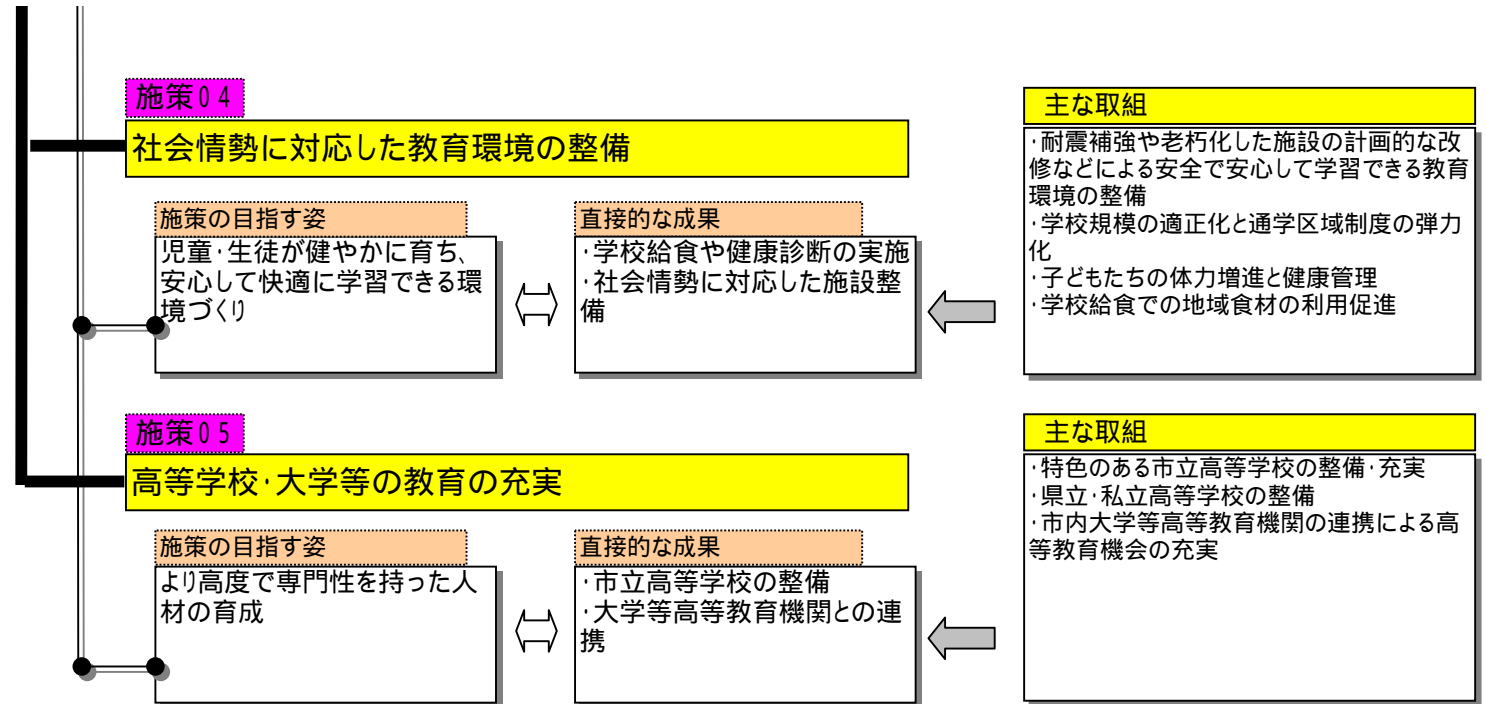 施策04
社会情勢に対応した教育環境の整備
施策の目指す姿
児童・生徒が健やかに育ち、
安心して快適に学習できる環
境づくり
直接的な成果
・学校給食や健康診断の実施
・社会情勢に対応した施設整
備
主な取組
・耐震補強や老朽化した施設の計画的な改
修などによる安全で安心して学習できる教育
環境の整備
・学校規模の適正化と通学区域制度の弾力
化
・子どもたちの体力増進と健康管理
・学校給食での地域食材の利用促進
施策05
高等学校・大学等の教育の充実
施策の目指す姿
より高度で専門性を持った人
材の育成
直接的な成果
・市立高等学校の整備
・大学等高等教育機関との連
携
主な取組
・特色のある市立高等学校の整備・充実
・県立・私立高等学校の整備
・市内大学等高等教育機関の連携による高
等教育機会の充実